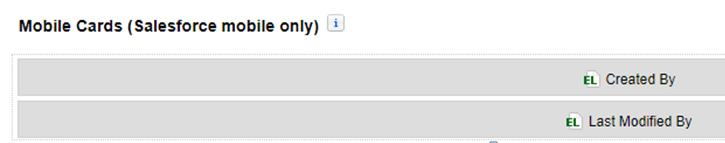 Mobile Cards (Salesforce mobile only) i
EL Created By
EL Last Modified By